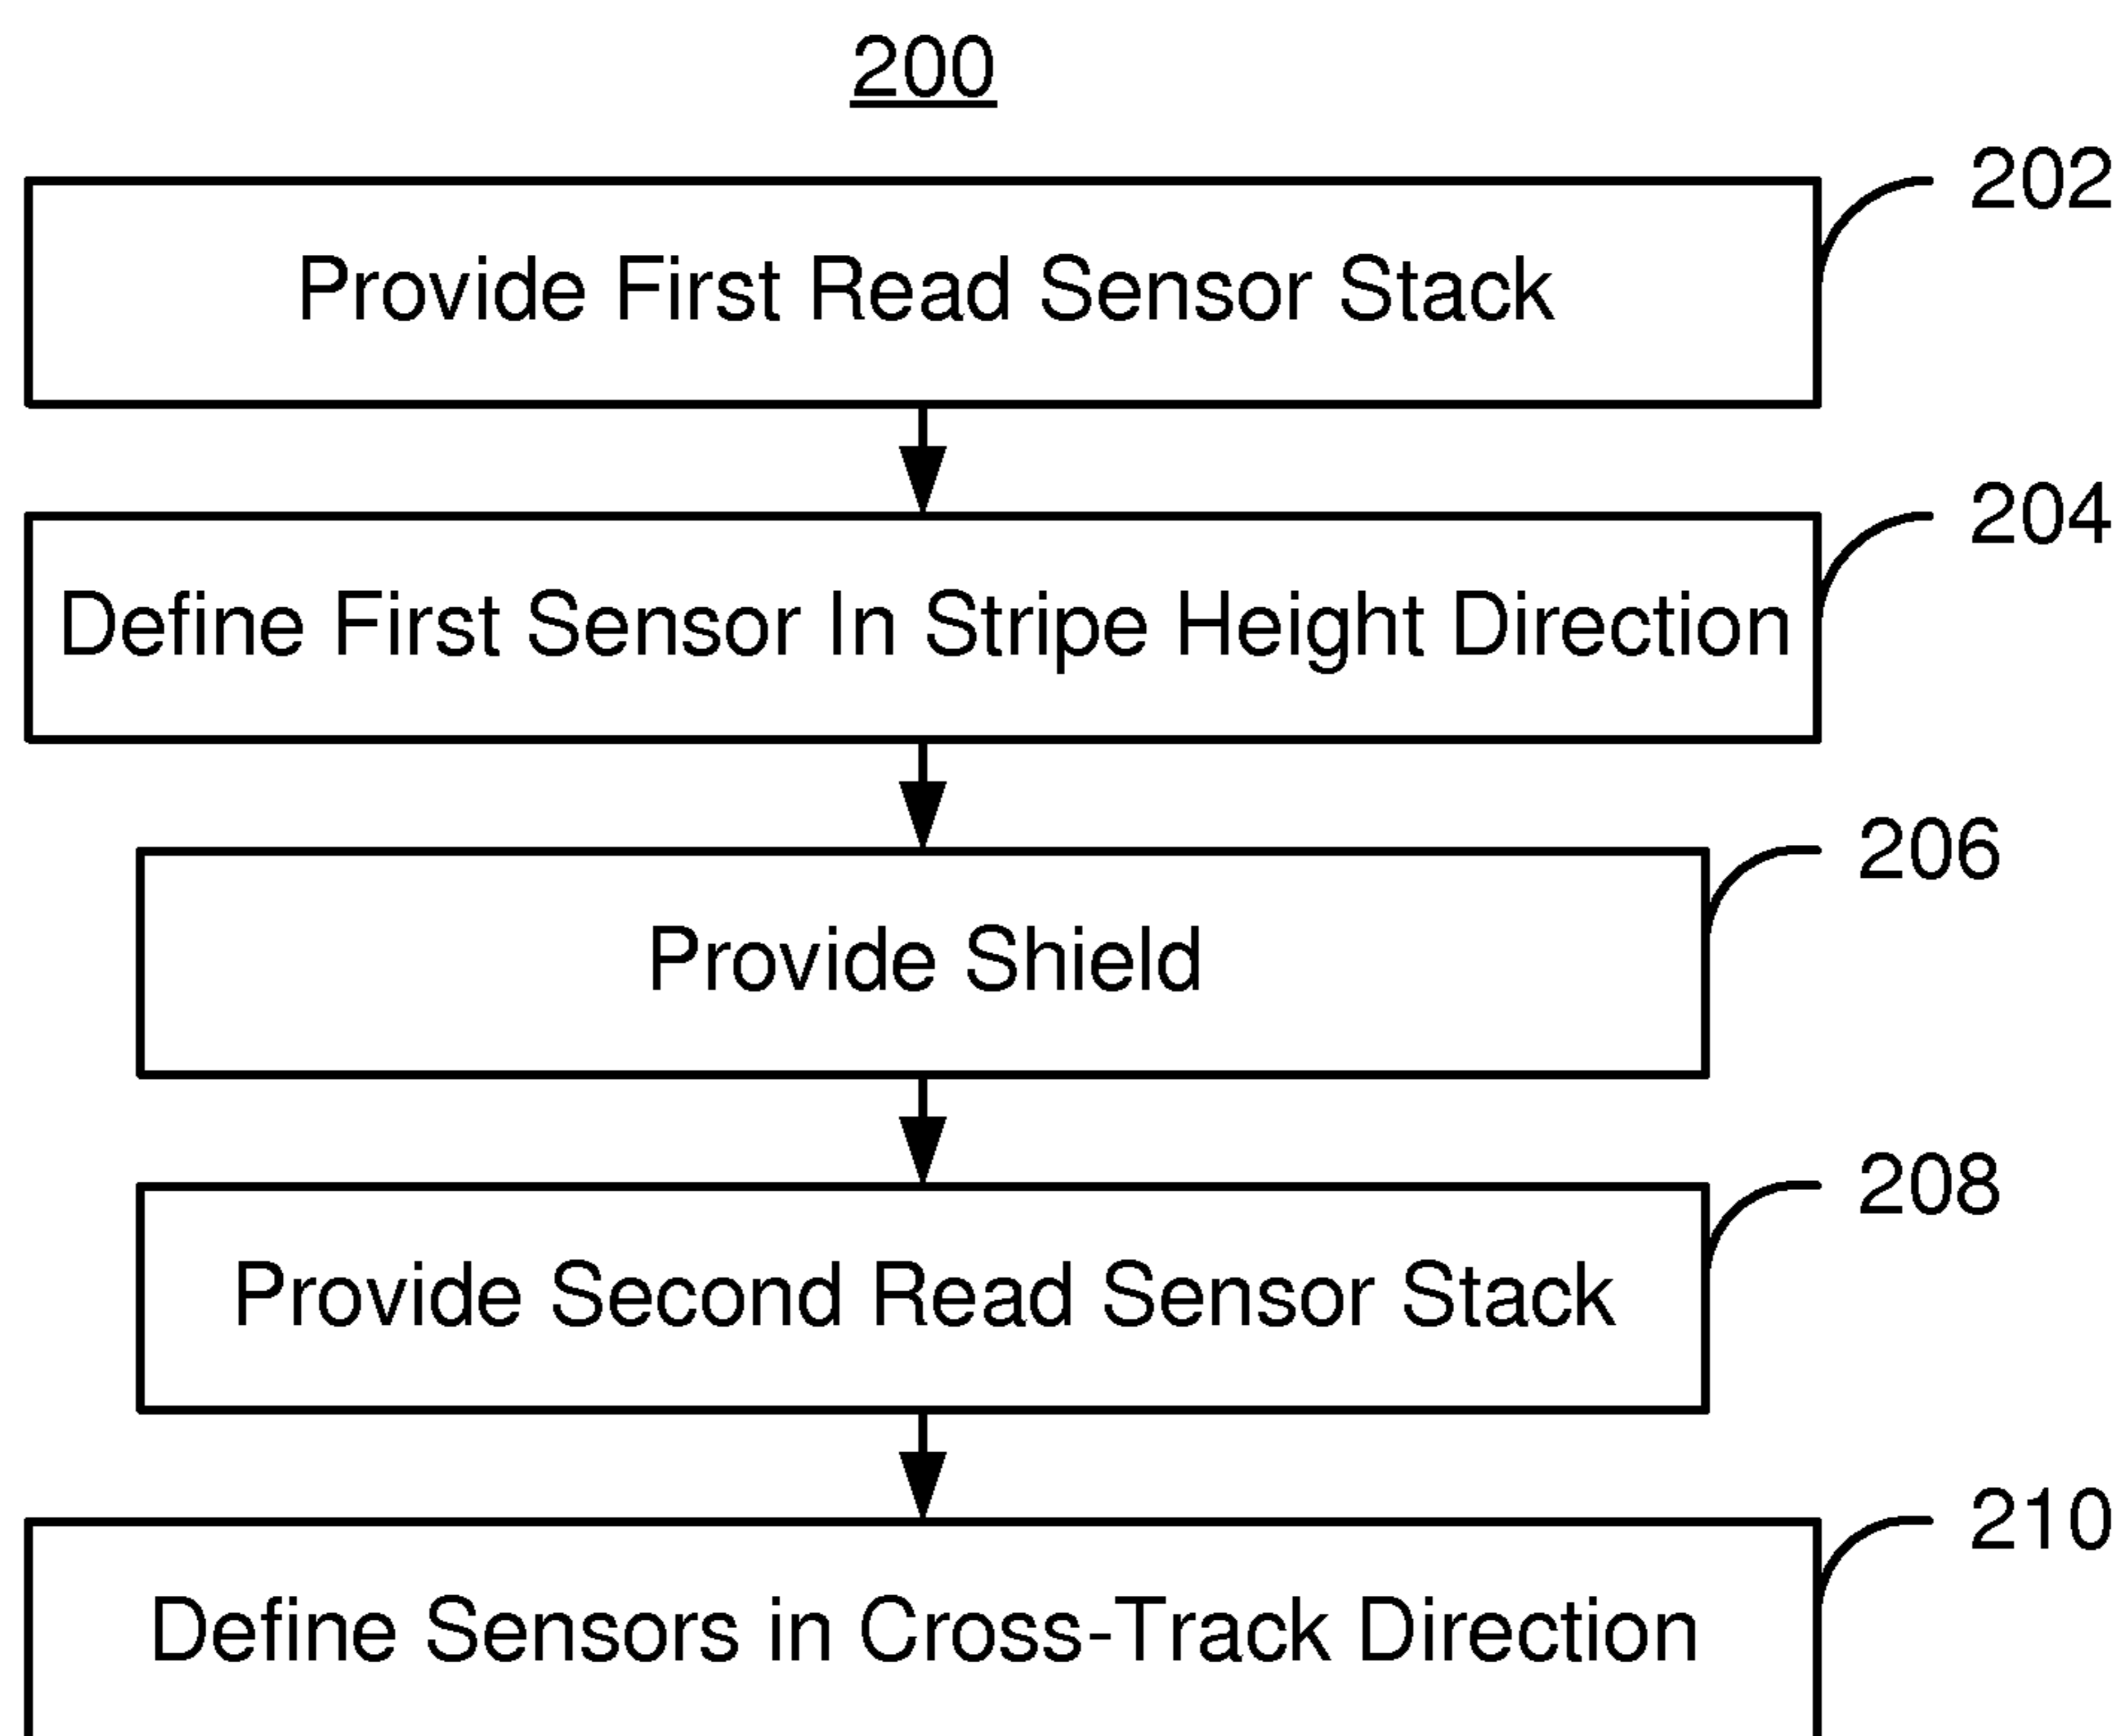 200
202
Provide First Read Sensor Stack
204
Define First Sensor In Stripe Height Direction
206
Provide Shield
208
Provide Second Read Sensor Stack
210
Define Sensors in Cross-Track Direction